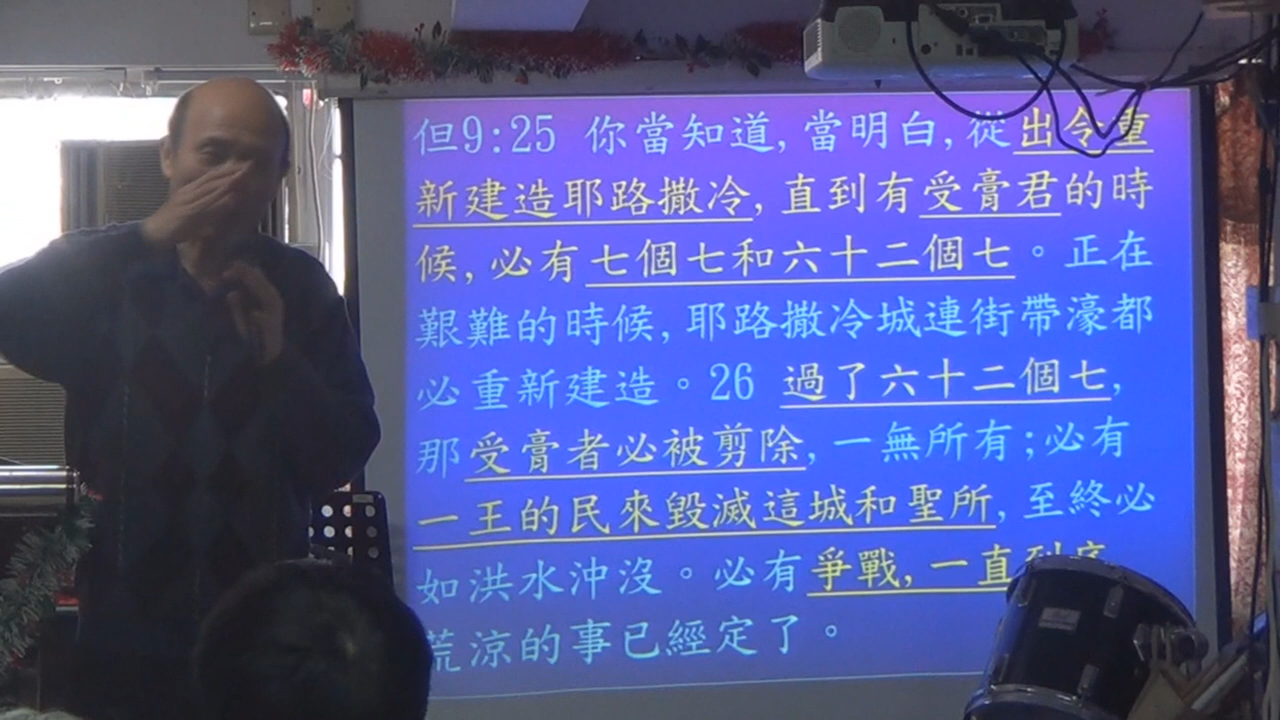 但9:25 你當知道,當明白,從出令重
新建造耶路撒冷,直到有受膏君的時
候,必有七個七和六十二個七。正在
艱難的時候,耶路撒冷城連街帶濠都
必重新建造。26 過了六十二個七,
那受膏者必被剪除,一無所有;必有
一王的民來毀滅這城和聖所,至終必
如洪水沖沒。必有爭戰,一直到
荒涼的事已經定了。